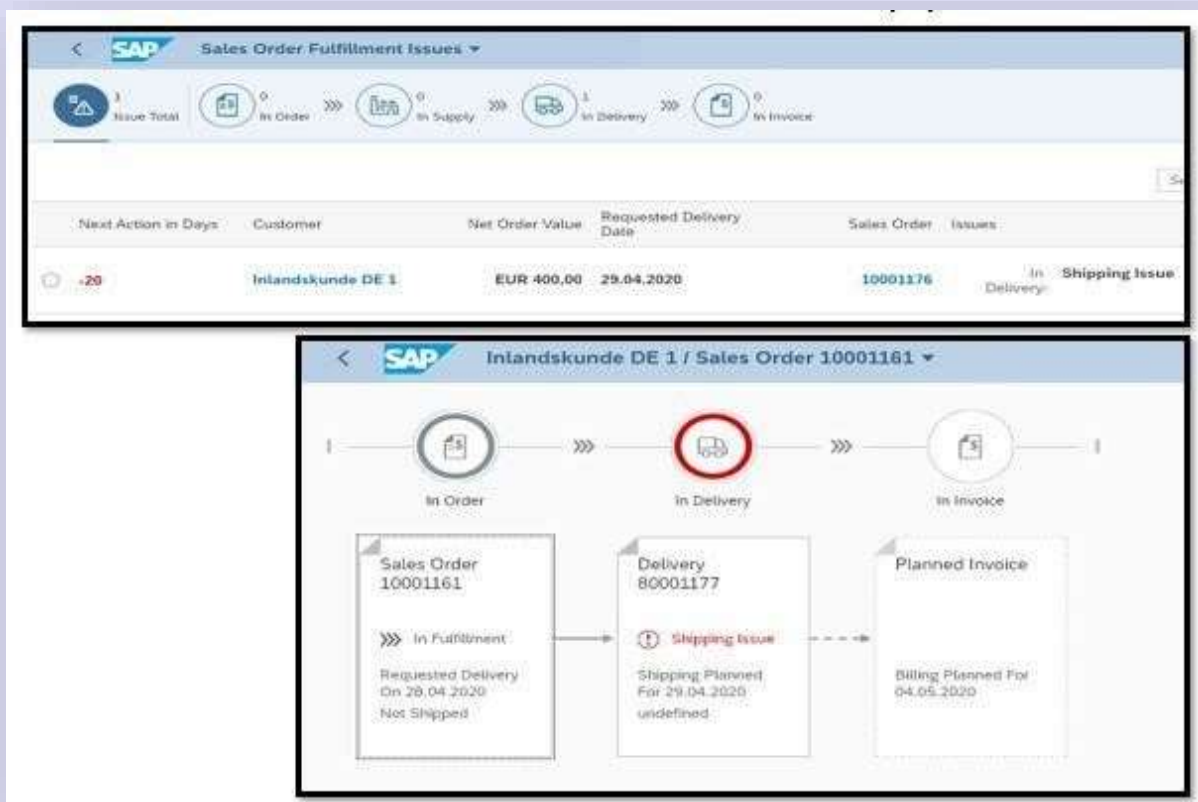 SAP Sales Order Fulfillment Issues
1
Issue Total
0
In Order
0
In Supply
1
In Delivery
0
In Invoice
Next Action in Days Customer Net Order Value Requested Delivery Date Sales Order Issues
-20 Inlandskunde DE 1 EUR 400,00 29.04.2020 10001176 In Delivery: Shipping Issue
SAP Inlandskunde DE 1 / Sales Order 10001161
In Order In Delivery In Invoice
Sales Order
10001161
In Fulfillment
Requested Delivery
On 28.04.2020
Not Shipped
Delivery
80001177
Shipping Issue
Shipping Planned
For 29.04.2020
undefined
Planned Invoice
Billing Planned For
04.05.2020